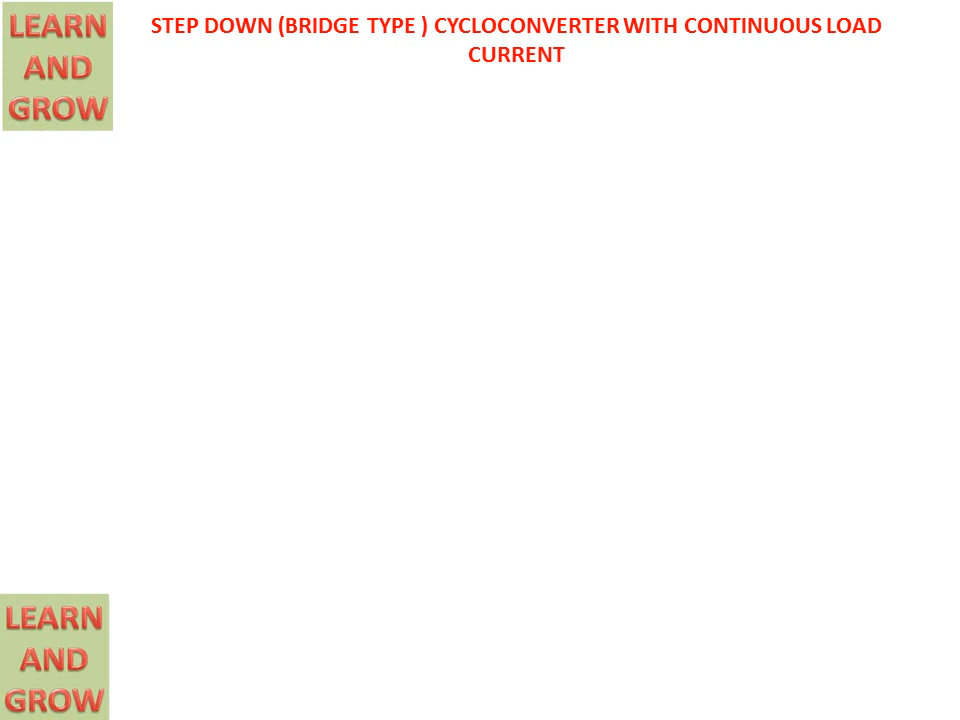 LEARN
AND
GROW
STEP DOWN (BRIDGE TYPE ) CYCLOCONVERTER WITH CONTINUOUS LOAD
CURRENT
LEARN
AND
GROW